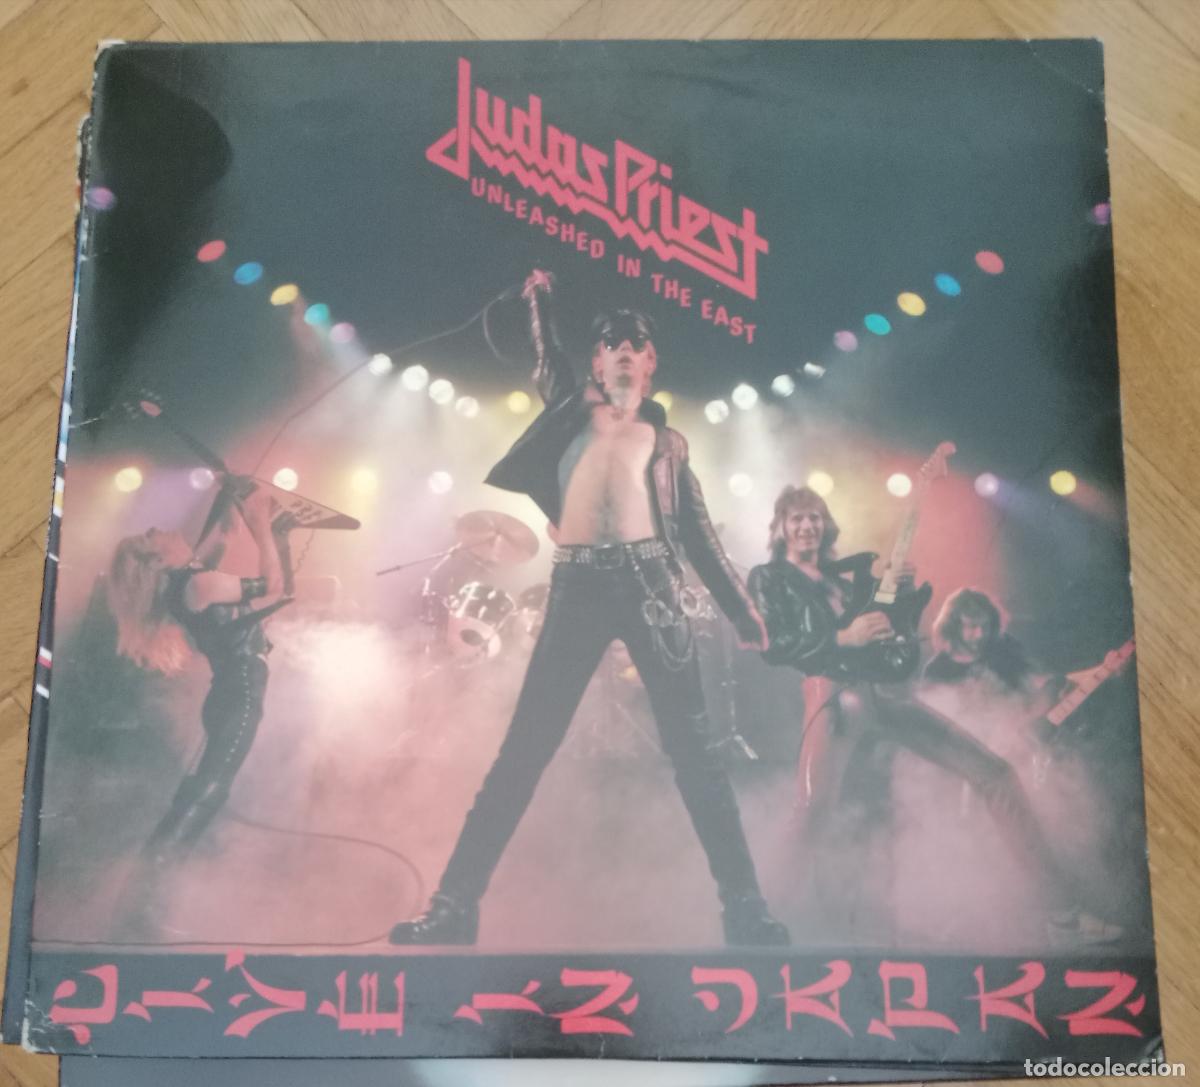 Judas Priest
UNLEASHED IN THE EAST
LIVE IN JAPAN
todocoleccion